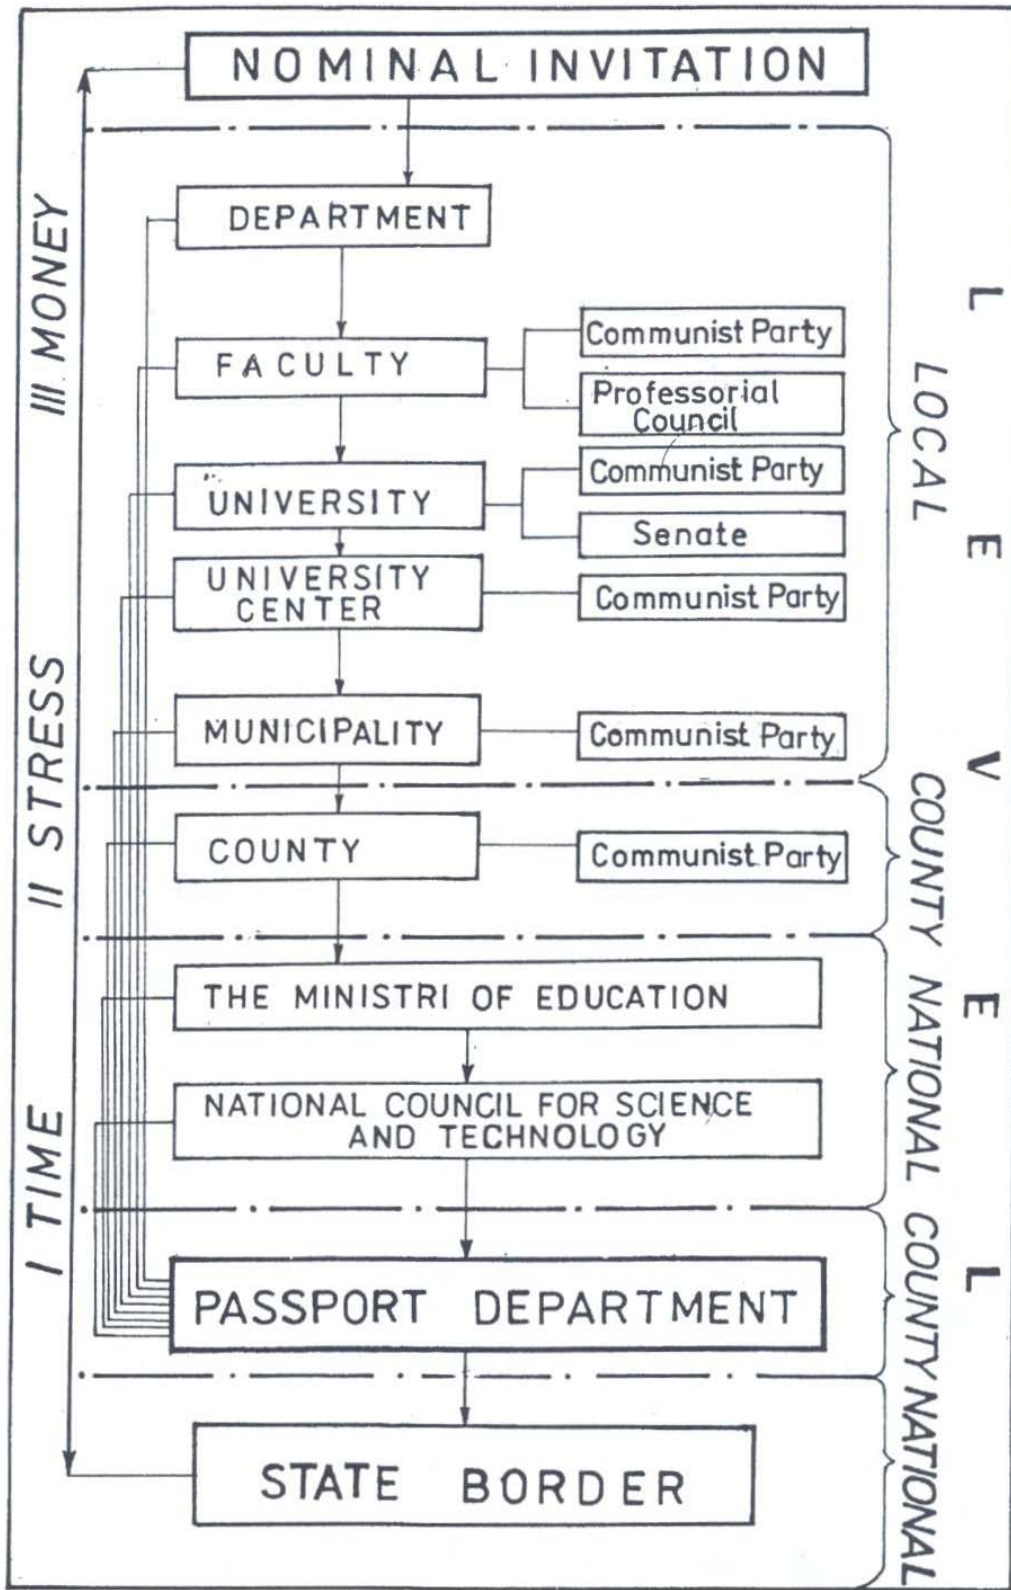 NOMINAL INVITATION
DEPARTMENT
FACULTY
Communist Party
Professorial
Council
UNIVERSITY
Communist Party
Senate
UNIVERSITY
CENTER
Communist Party
MUNICIPALITY
Communist Party
COUNTY
Communist Party
THE MINISTRI OF EDUCATION
NATIONAL COUNCIL FOR SCIENCE
AND TECHNOLOGY
PASSPORT DEPARTMENT
STATE BORDER
I TIME II STRESS III. MONEY
LOCAL
COUNTY
NATIONAL
COUNTY
NATIONAL
LEVEL